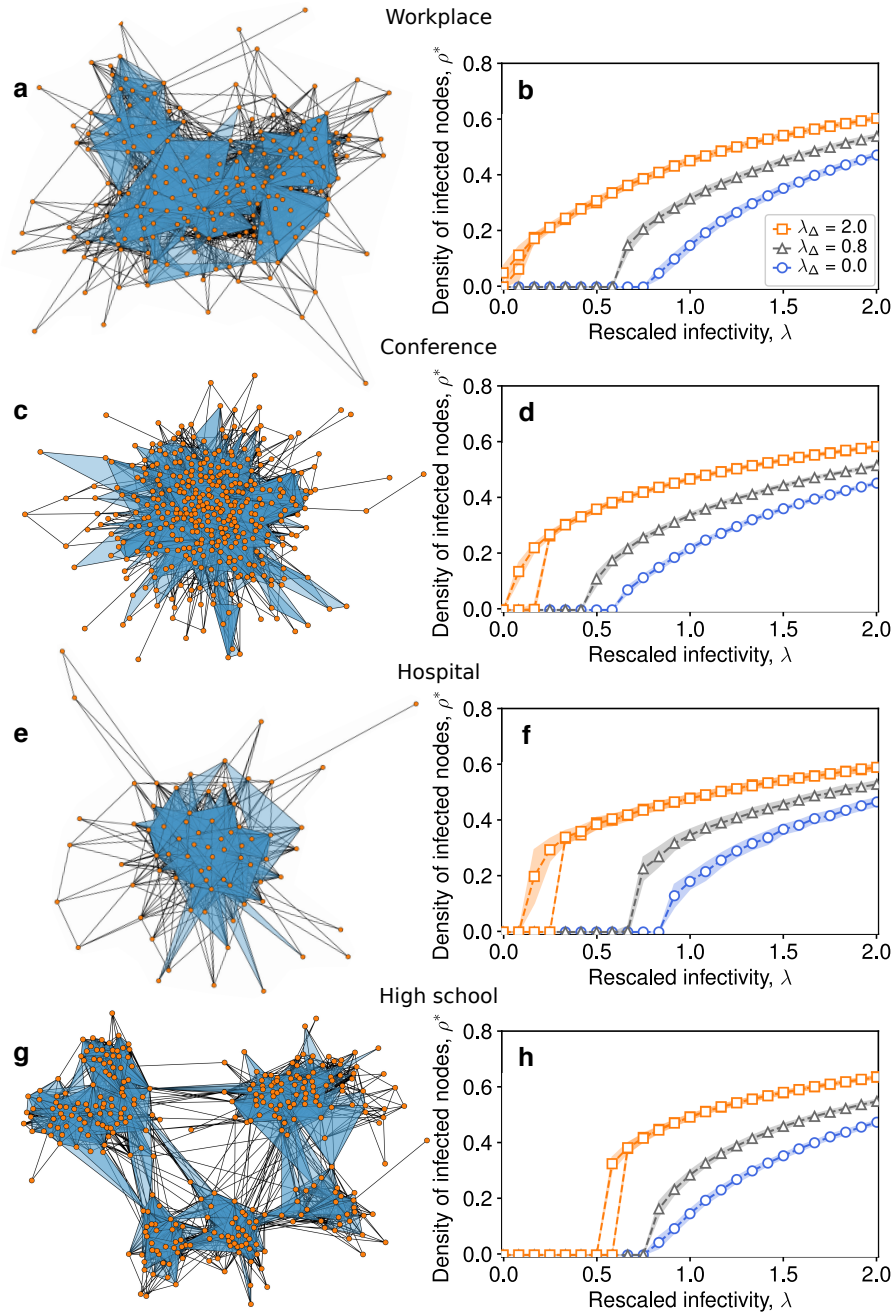 Workplace
a
b
Density of infected nodes, ρ*
0.8
0.6
0.4
0.2
0.0
λΔ = 2.0
λΔ = 0.8
λΔ = 0.0
0.0 0.5 1.0 1.5 2.0
Rescaled infectivity, λ
Conference
c
d
Density of infected nodes, ρ*
0.8
0.6
0.4
0.2
0.0
0.0 0.5 1.0 1.5 2.0
Rescaled infectivity, λ
Hospital
e
f
Density of infected nodes, ρ*
0.8
0.6
0.4
0.2
0.0
0.0 0.5 1.0 1.5 2.0
Rescaled infectivity, λ
High school
g
h
Density of infected nodes, ρ*
0.8
0.6
0.4
0.2
0.0
0.0 0.5 1.0 1.5 2.0
Rescaled infectivity, λ